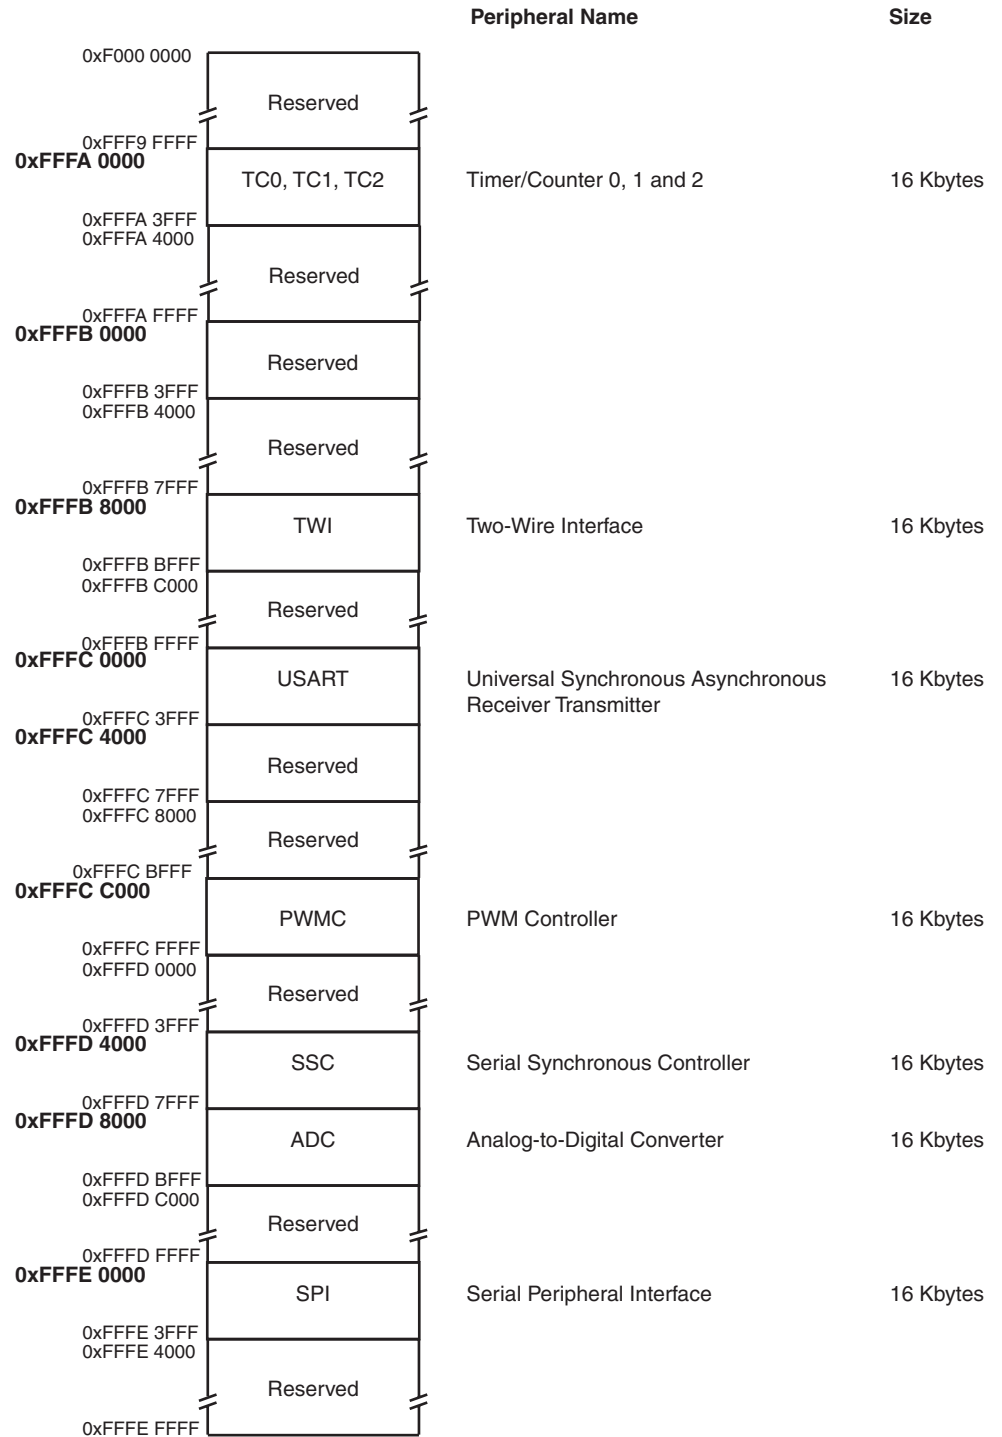 Peripheral Name Size
0xF000 0000
Reserved
0xFFF9 FFFF
0xFFFA 0000
TC0, TC1, TC2 Timer/Counter 0, 1 and 2 16 Kbytes
0xFFFA 3FFF
0xFFFA 4000
Reserved
0xFFFA FFFF
0xFFFB 0000
Reserved
0xFFFB 3FFF
0xFFFB 4000
Reserved
0xFFFB 7FFF
0xFFFB 8000
TWI Two-Wire Interface 16 Kbytes
0xFFFB BFFF
0xFFFB C000
Reserved
0xFFFB FFFF
0xFFFC 0000
USART Universal Synchronous Asynchronous 16 Kbytes
Receiver Transmitter
0xFFFC 3FFF
0xFFFC 4000
Reserved
0xFFFC 7FFF
0xFFFC 8000
Reserved
0xFFFC BFFF
0xFFFC C000
PWMC PWM Controller 16 Kbytes
0xFFFC FFFF
0xFFFD 0000
Reserved
0xFFFD 3FFF
0xFFFD 4000
SSC Serial Synchronous Controller 16 Kbytes
0xFFFD 7FFF
0xFFFD 8000
ADC Analog-to-Digital Converter 16 Kbytes
0xFFFD BFFF
0xFFFD C000
Reserved
0xFFFD FFFF
0xFFFE 0000
SPI Serial Peripheral Interface 16 Kbytes
0xFFFE 3FFF
0xFFFE 4000
Reserved
0xFFFE FFFF